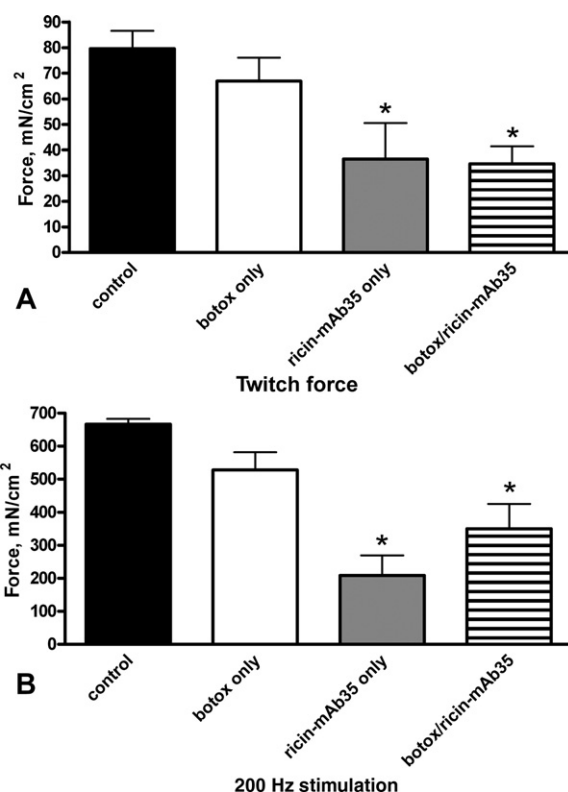 90
80
70
60
50
40
30
20
10
0
Force, mN/cm²
*
*
control
botox only
ricin-mAb35 only
botox/ricin-mAb35
A
Twitch force
700
600
500
400
300
200
100
0
Force, mN/cm²
*
*
control
botox only
ricin-mAb35 only
botox/ricin-mAb35
B
200 Hz stimulation